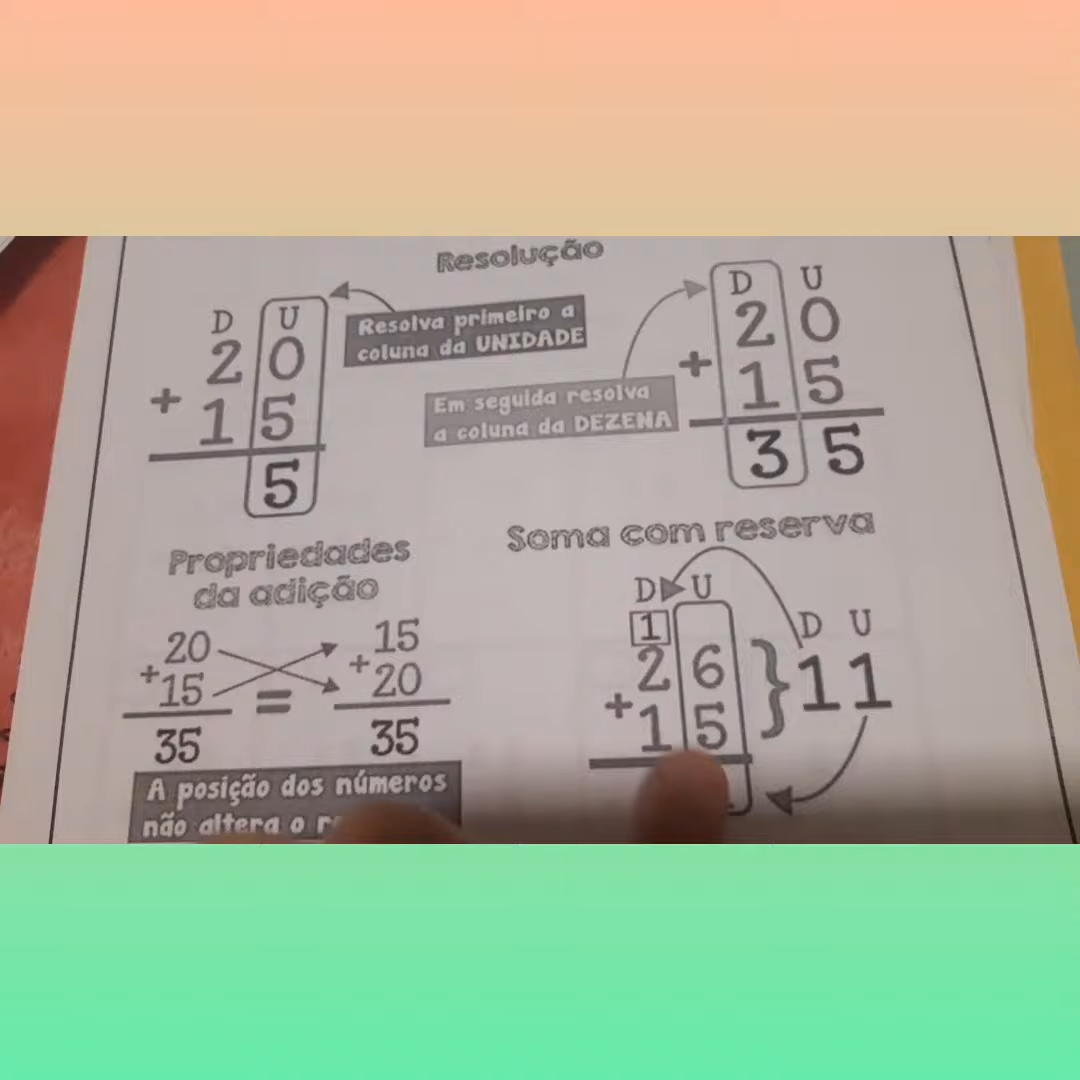 Resolução
D U
2 0
+ 1 5
5
Resolva primeiro a
coluna da UNIDADE
Em seguida resolva
a coluna da DEZENA
D U
2 0
+ 1 5
3 5
Propriedades
da adição
20
+15
35
=
15
+20
35
A posição dos números
não altera o
Soma com reserva
D U
1
2 6
+ 1 5
} D U
11